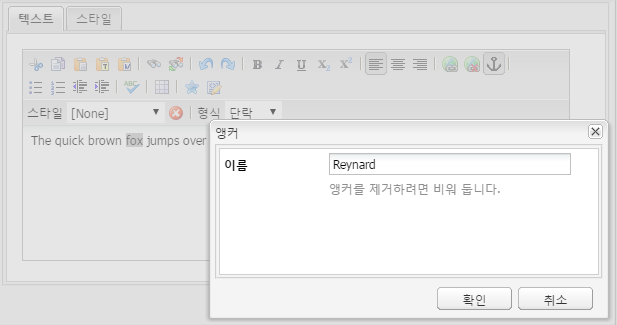 텍스트 스타일
B I U X₂ X²
스타일 [None] 형식 단락
The quick brown fox jumps over
앵커
이름 Reynard
앵커를 제거하려면 비워 둡니다.
확인 취소